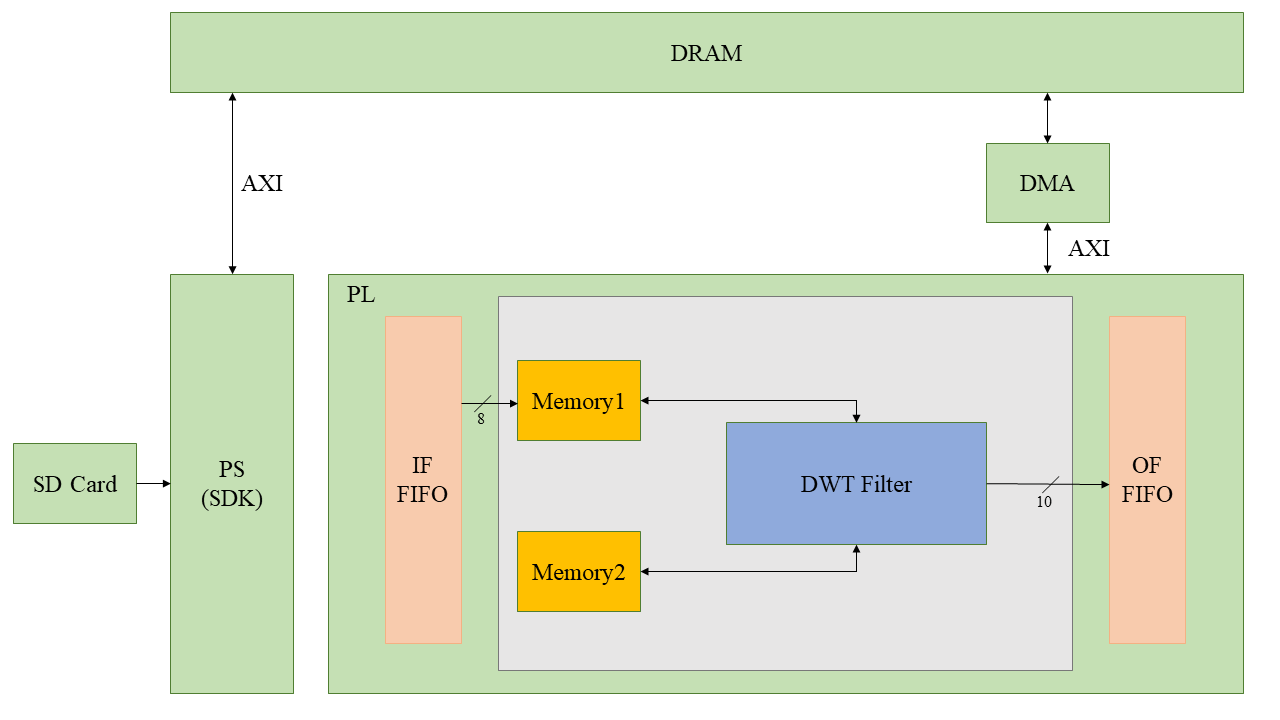 DRAM
AXI
DMA
AXI
PL
SD Card
PS
(SDK)
IF
FIFO
8
Memory1
Memory2
DWT Filter
10
OF
FIFO